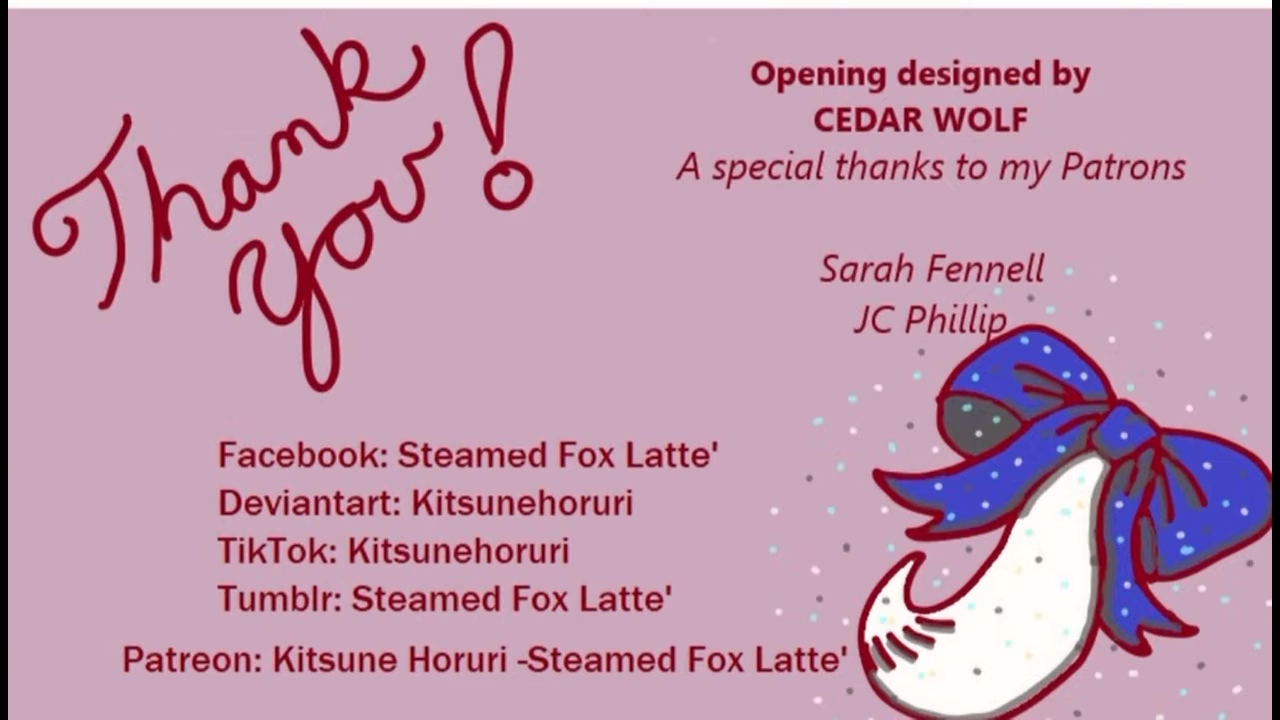 Thank
You!
Opening designed by
CEDAR WOLF
A special thanks to my Patrons
Sarah Fennell
JC Phillip
Facebook: Steamed Fox Latte'
Deviantart: Kitsunehoruri
TikTok: Kitsunehoruri
Tumblr: Steamed Fox Latte'
Patreon: Kitsune Horuri -Steamed Fox Latte'